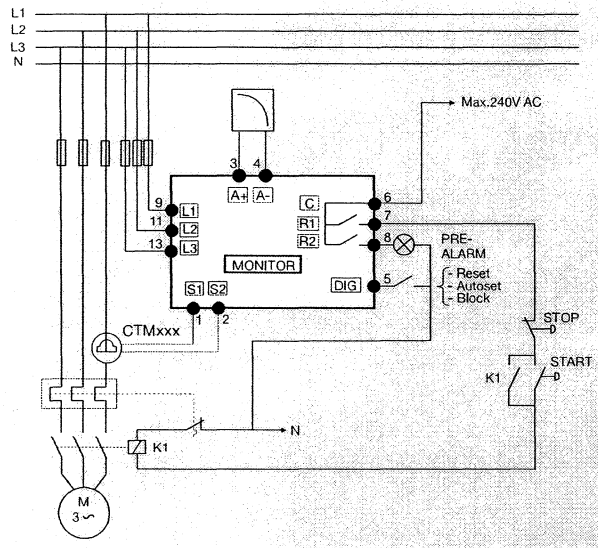 L1
L2
L3
N
Max.240V AC
3 4
A+ A-
9 L1
11 L2
13 L3
C 6
R1 7
R2 8
PRE-
ALARM
MONITOR
DIG 5
- Reset
- Autoset
- Block
S1 S2
1 2
CTMxxx
STOP
START
K1
N
K1
M
3~